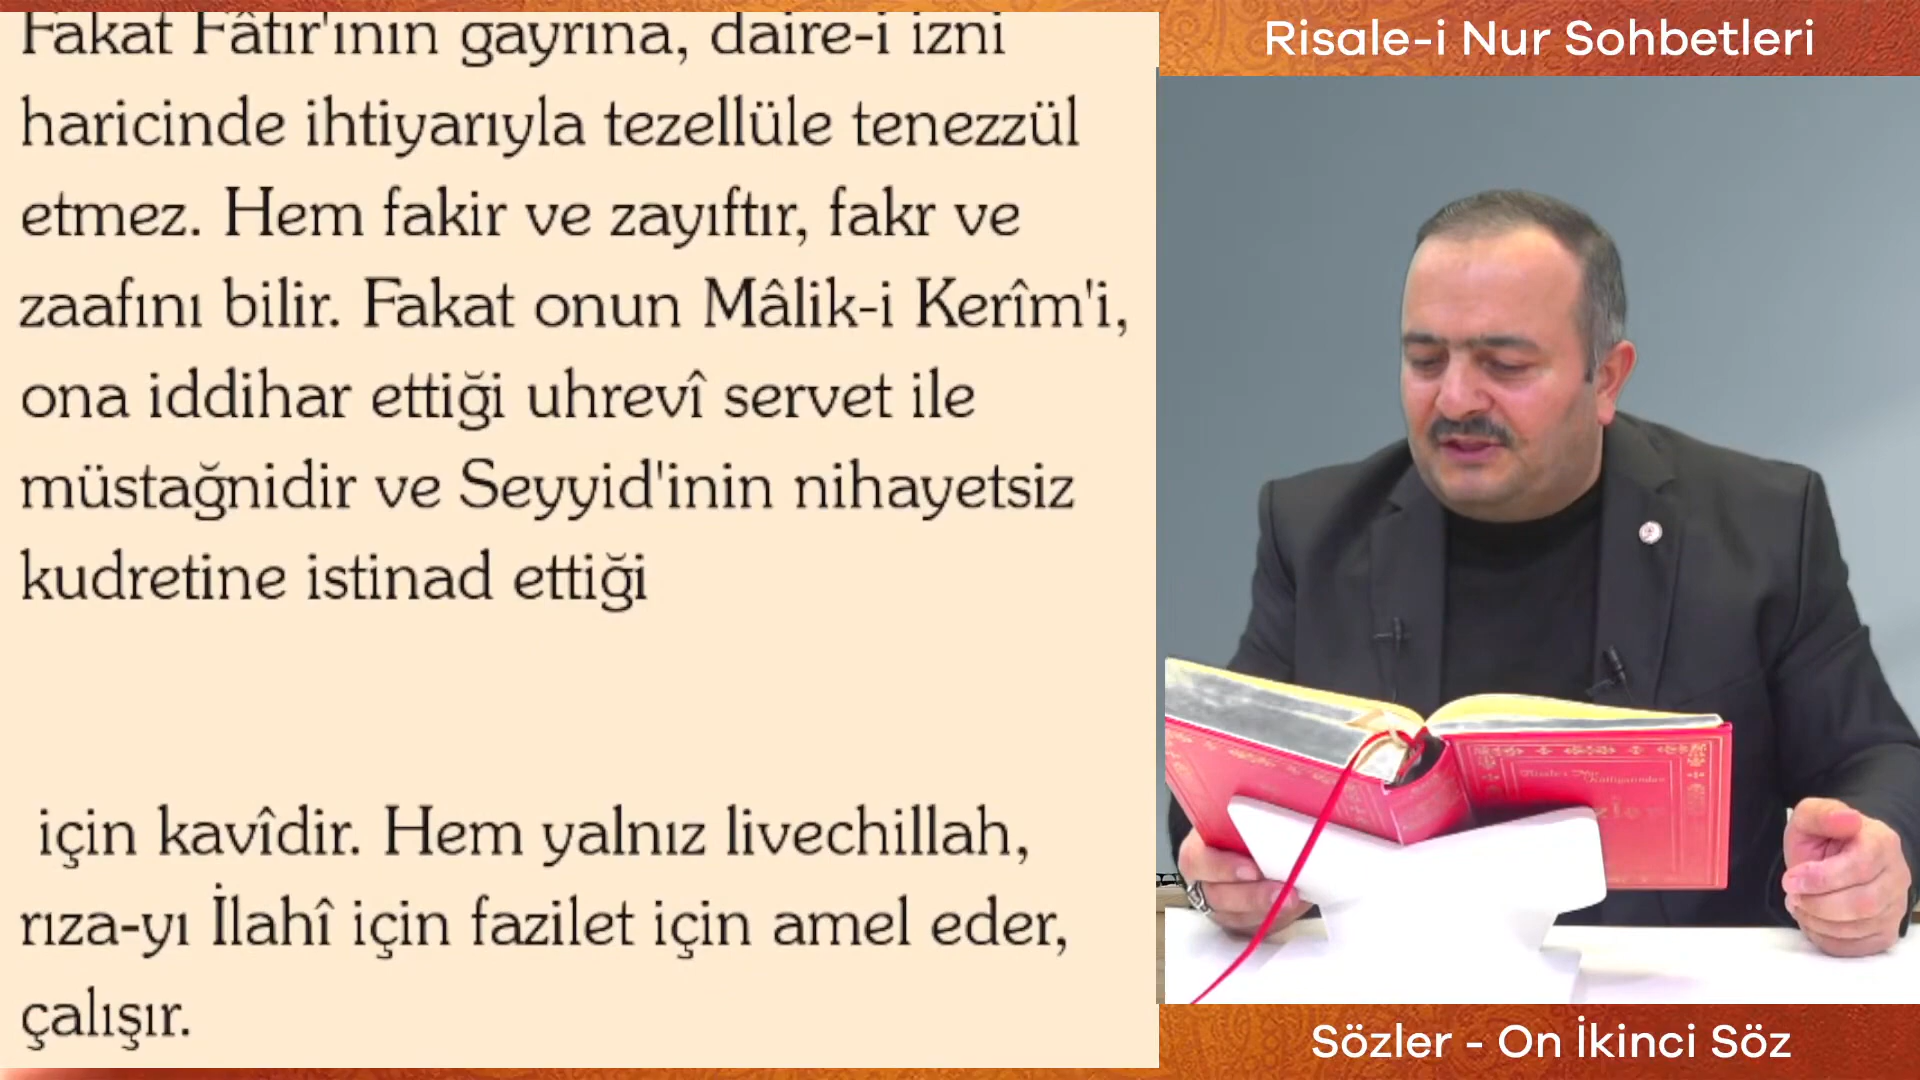 Fakat Fâtır'ının gayrına, daire-i izni
haricinde ihtiyarıyla tezellüle tenezzül
etmez. Hem fakir ve zayıftır, fakr ve
zaafını bilir. Fakat onun Mâlik-i Kerîm'i,
ona iddihar ettiği uhrevî servet ile
müstağnidir ve Seyyid'inin nihayetsiz
kudretine istinad ettiği
için kavîdir. Hem yalnız livechillah,
rıza-yı İlahî için fazilet için amel eder,
çalışır.
Risale-i Nur Sohbetleri
Risale-i Nur Külliyatından
Sözler - On İkinci Söz